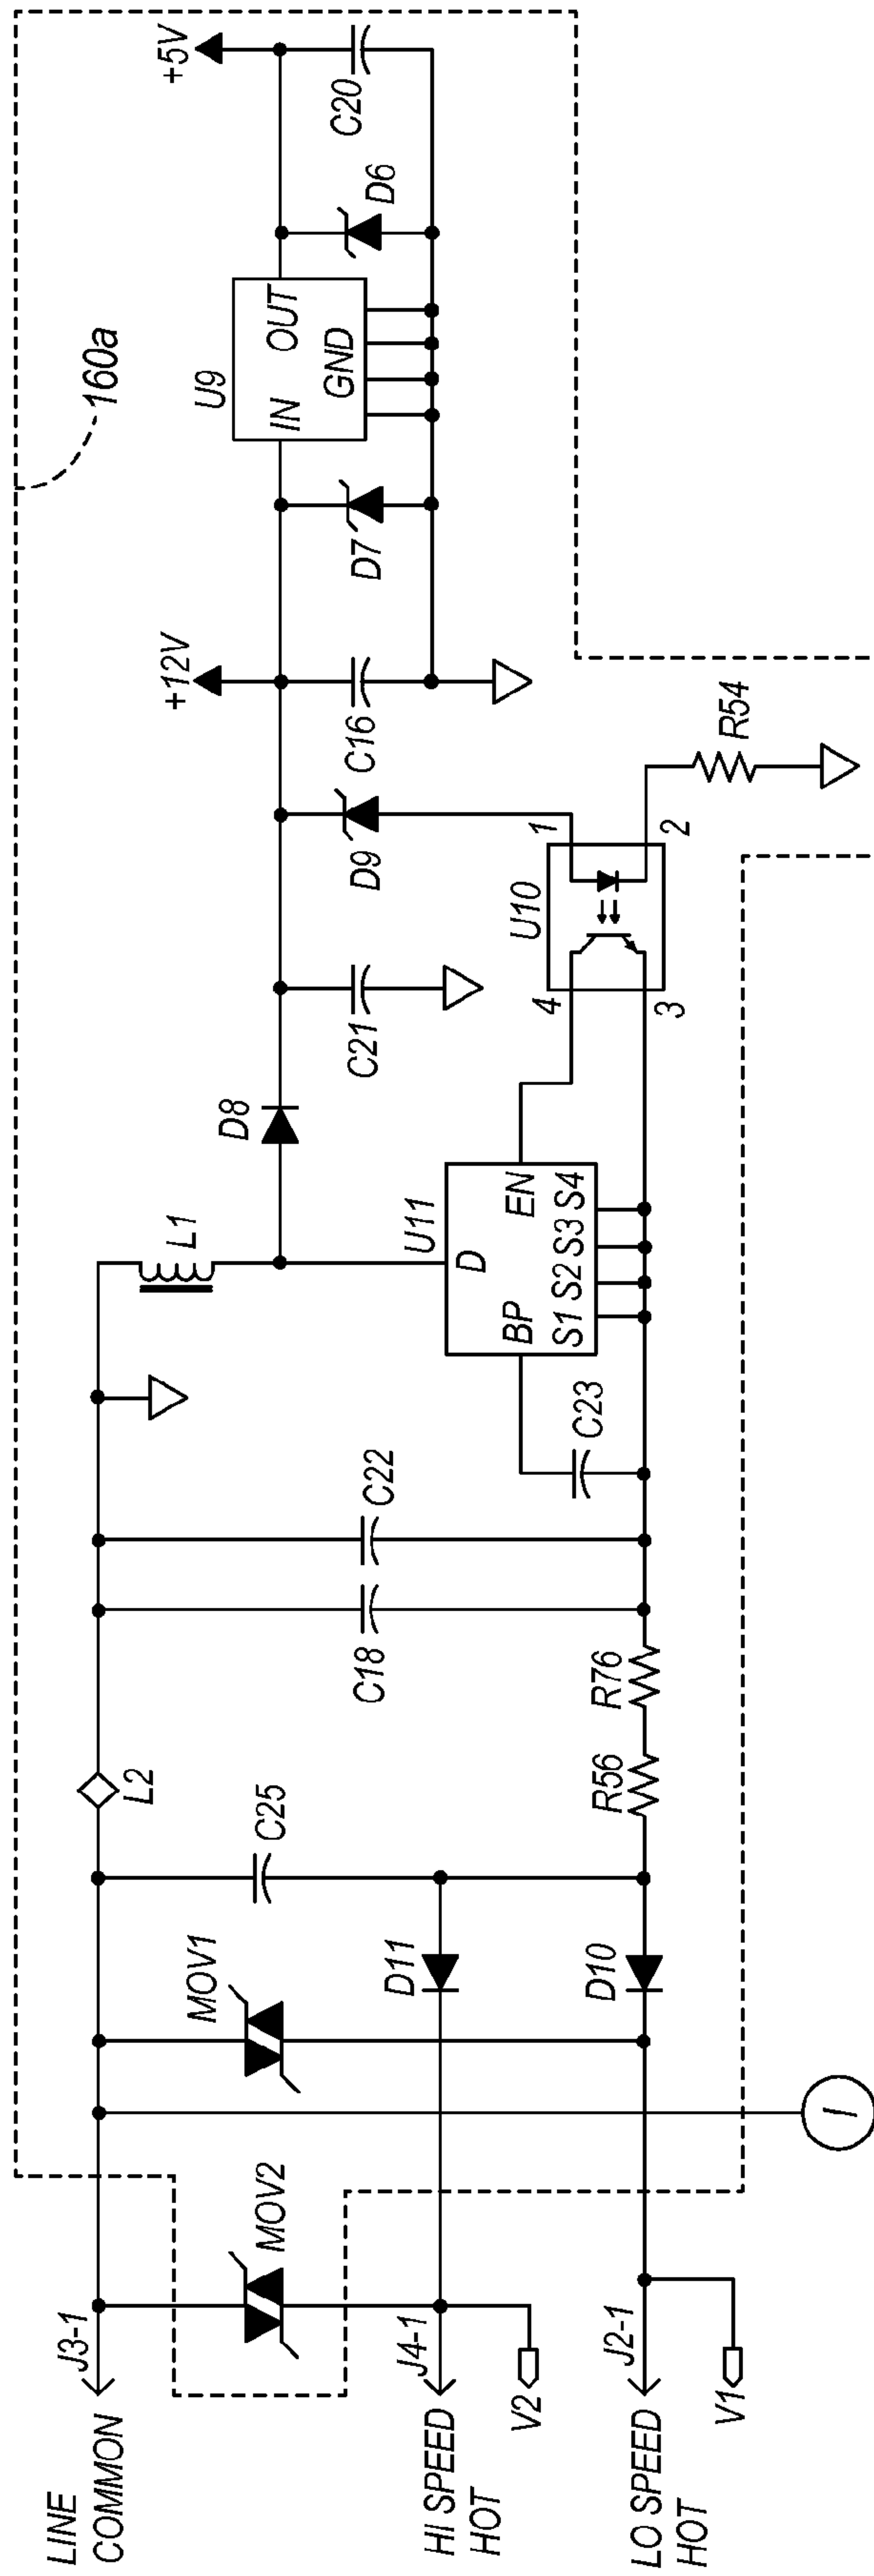 LINE
COMMON
J3-1
HI SPEED
HOT
J4-1
V2
LO SPEED
HOT
J2-1
V1
MOV2
I
MOV1
D11
D10
C25
L2
R56
R76
C18
C22
C23
L1
U11
D
BP
EN
S1 S2 S3 S4
D8
C21
4
3
U10
1
2
D9
R54
+12V
C16
D7
U9
IN
OUT
GND
D6
+5V
C20
160a